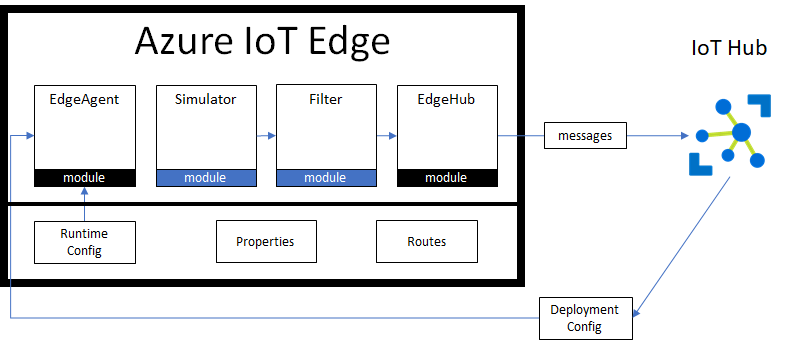 Azure IoT Edge
IoT Hub
EdgeAgent
Simulator
Filter
EdgeHub
messages
module
module
module
module
Runtime
Config
Properties
Routes
Deployment
Config